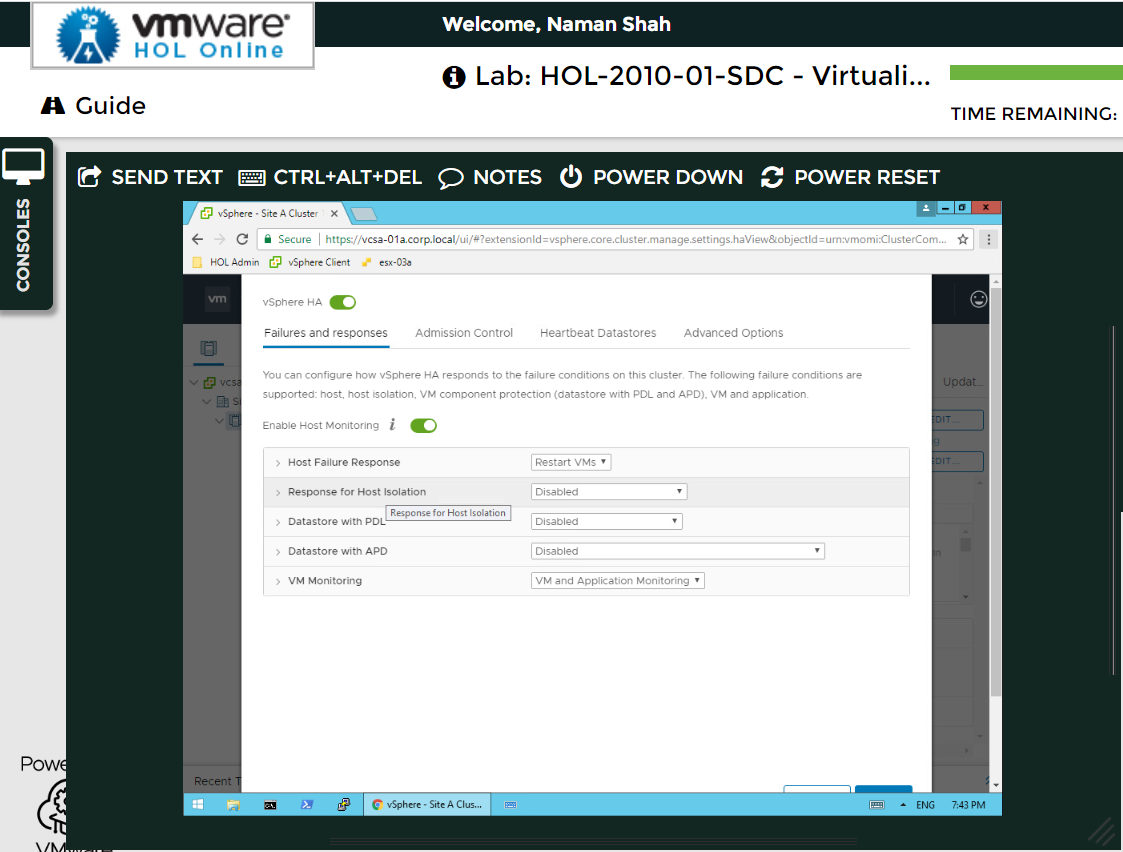 vmware®
HOL Online
Welcome, Naman Shah
Lab: HOL-2010-01-SDC - Virtuali...
Guide
TIME REMAINING:
CONSOLES
SEND TEXT CTRL+ALT+DEL NOTES POWER DOWN POWER RESET
vSphere - Site A Cluster
Secure https://vcsa-01a.corp.local/ui/#?extensionId=vsphere.core.cluster.manage.settings.haView&objectId=urn:vmomi:ClusterCom...
HOL Admin vSphere Client esx-03a
vm
vSphere HA
Failures and responses Admission Control Heartbeat Datastores Advanced Options
You can configure how vSphere HA responds to the failure conditions on this cluster. The following failure conditions are
supported: host, host isolation, VM component protection (datastore with PDL and APD), VM and application.
vcsa
Updat...
Enable Host Monitoring i
EDIT...
EDIT...
Host Failure Response Restart VMs
Response for Host Isolation Disabled
Response for Host Isolation
Datastore with PDL Disabled
Datastore with APD Disabled
VM Monitoring VM and Application Monitoring
Recent T
vSphere - Site A Clus...
ENG 7:43 PM
Powe
VMware